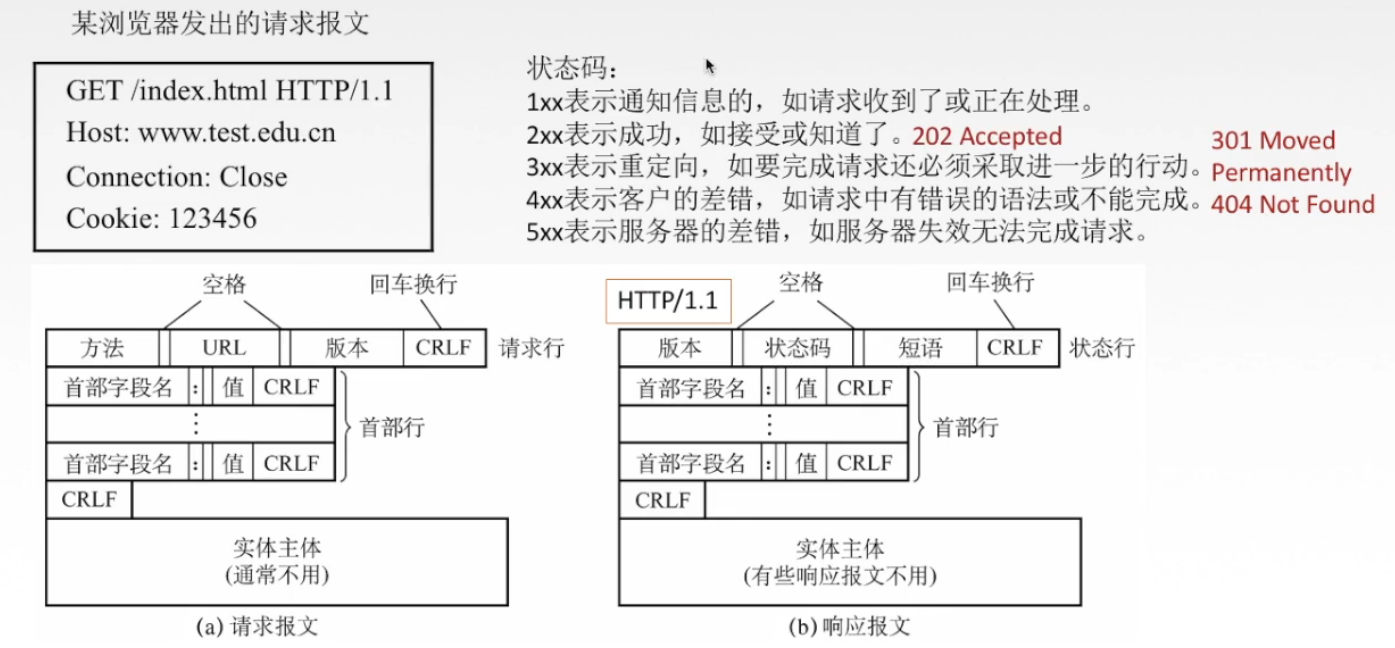 某浏览器发出的请求报文
GET /index.html HTTP/1.1
Host: www.test.edu.cn
Connection: Close
Cookie: 123456
状态码：
1xx表示通知信息的，如请求收到了或正在处理。
2xx表示成功，如接受或知道了。202 Accepted
3xx表示重定向，如要完成请求还必须采取进一步的行动。301 Moved Permanently
4xx表示客户的差错，如请求中有错误的语法或不能完成。404 Not Found
5xx表示服务器的差错，如服务器失效无法完成请求。
空格 回车换行
方法 URL 版本 CRLF 请求行
首部字段名 : 值 CRLF
⋮ 首部行
首部字段名 : 值 CRLF
CRLF
实体主体
(通常不用)
(a) 请求报文
HTTP/1.1 空格 回车换行
版本 状态码 短语 CRLF 状态行
首部字段名 : 值 CRLF
⋮ 首部行
首部字段名 : 值 CRLF
CRLF
实体主体
(有些响应报文不用)
(b) 响应报文